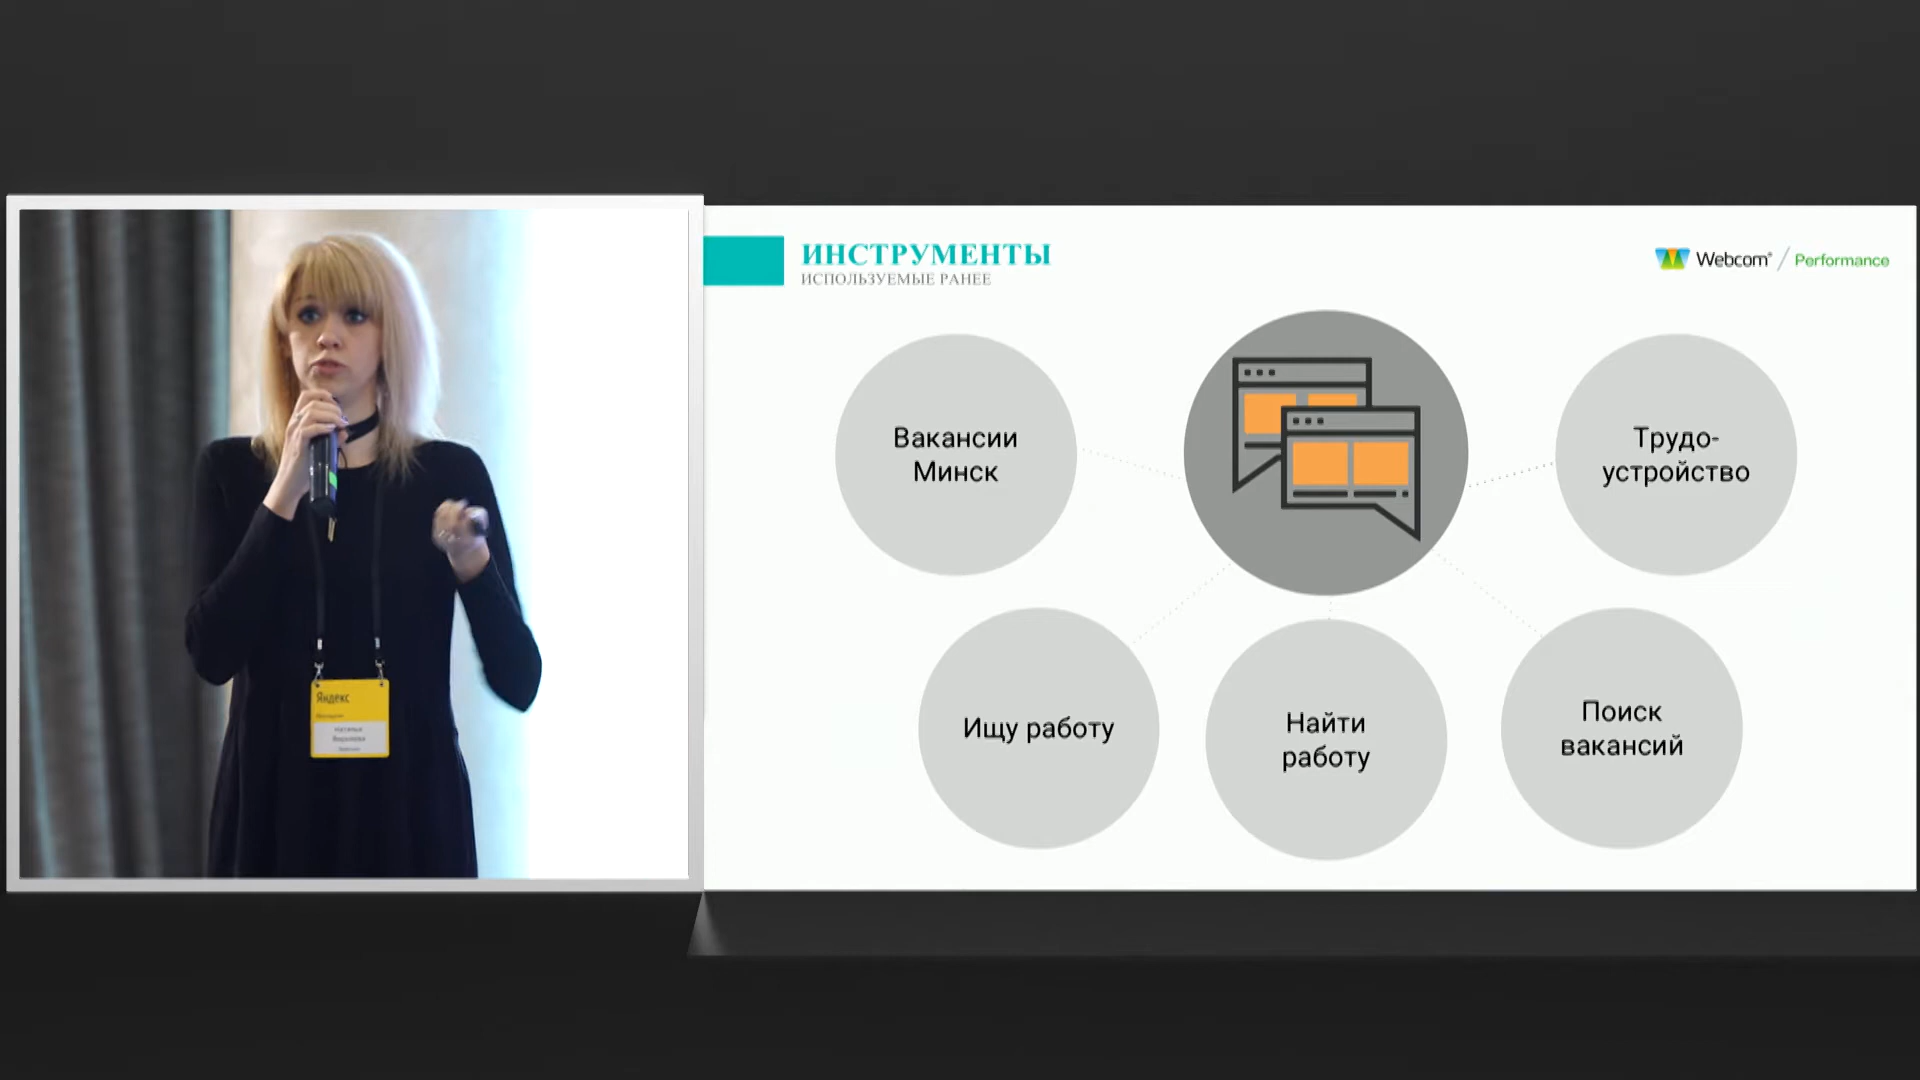 ИНСТРУМЕНТЫ
ИСПОЛЬЗУЕМЫЕ РАНЕЕ
Webcom® / Performance
Вакансии
Минск
Трудо-
устройство
Ищу работу
Найти
работу
Поиск
вакансий
Яндекс